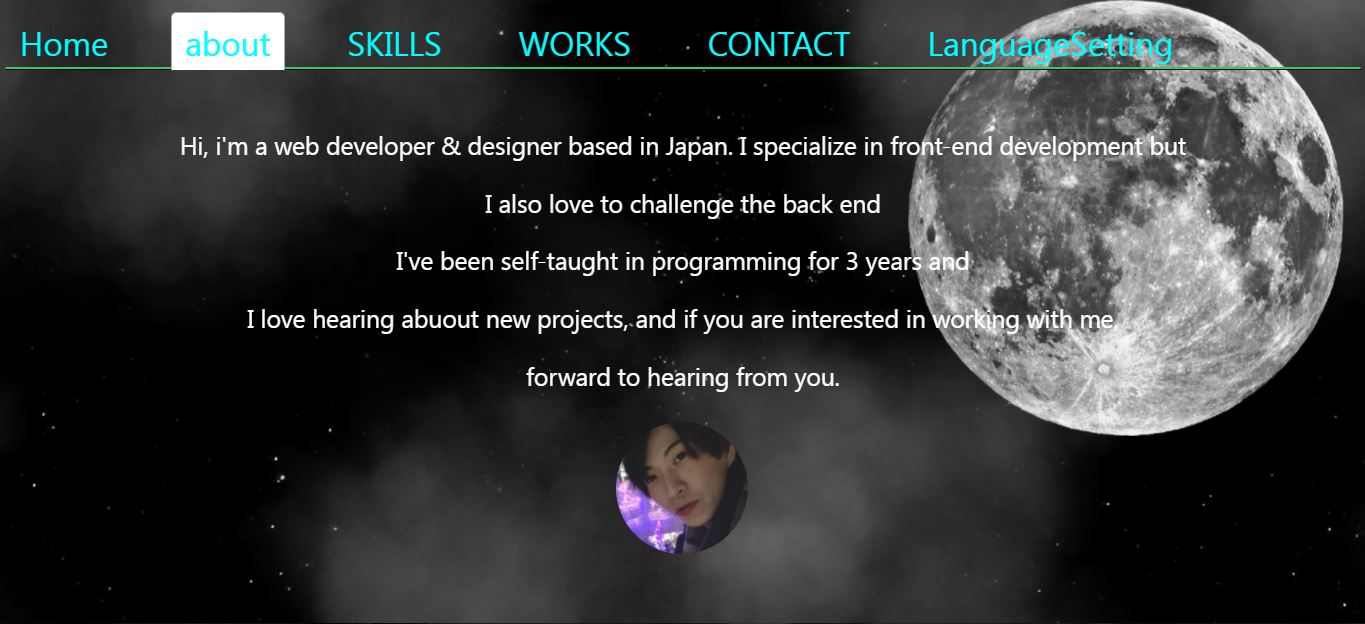 Home about SKILLS WORKS CONTACT LanguageSetting
Hi, i'm a web developer & designer based in Japan. I specialize in front-end development but
I also love to challenge the back end
I've been self-taught in programming for 3 years and
I love hearing abuout new projects, and if you are interested in working with me,
forward to hearing from you.